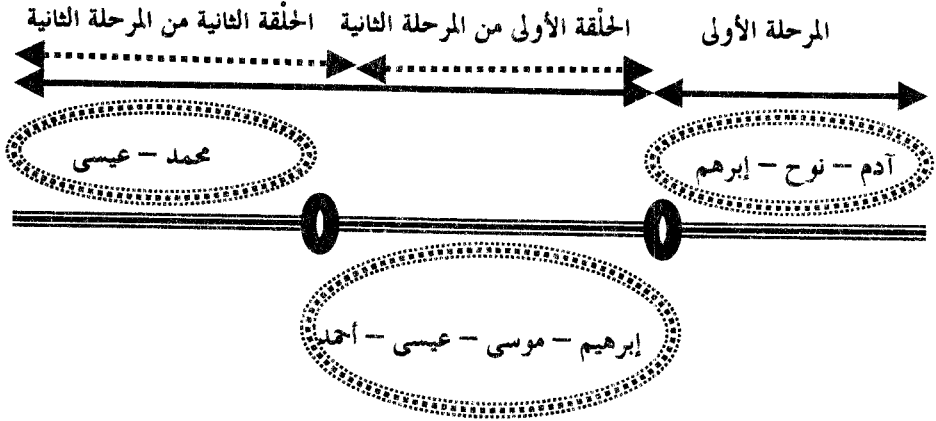 المرحلة الأولى
الحلْقة الأولى من المرحلة الثانية
الحلْقة الثانية من المرحلة الثانية
آدم – نوح – إبرهم
محمد – عيسى
إبرهيم – موسى – عيسى – أحمد